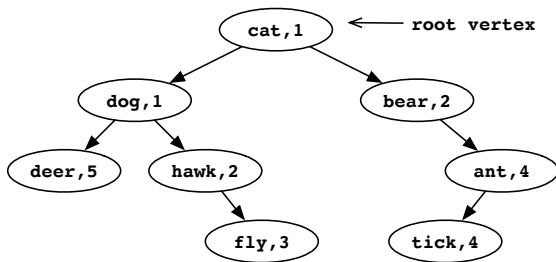 cat,1
root vertex
dog,1
bear,2
deer,5
hawk,2
ant,4
fly,3
tick,4